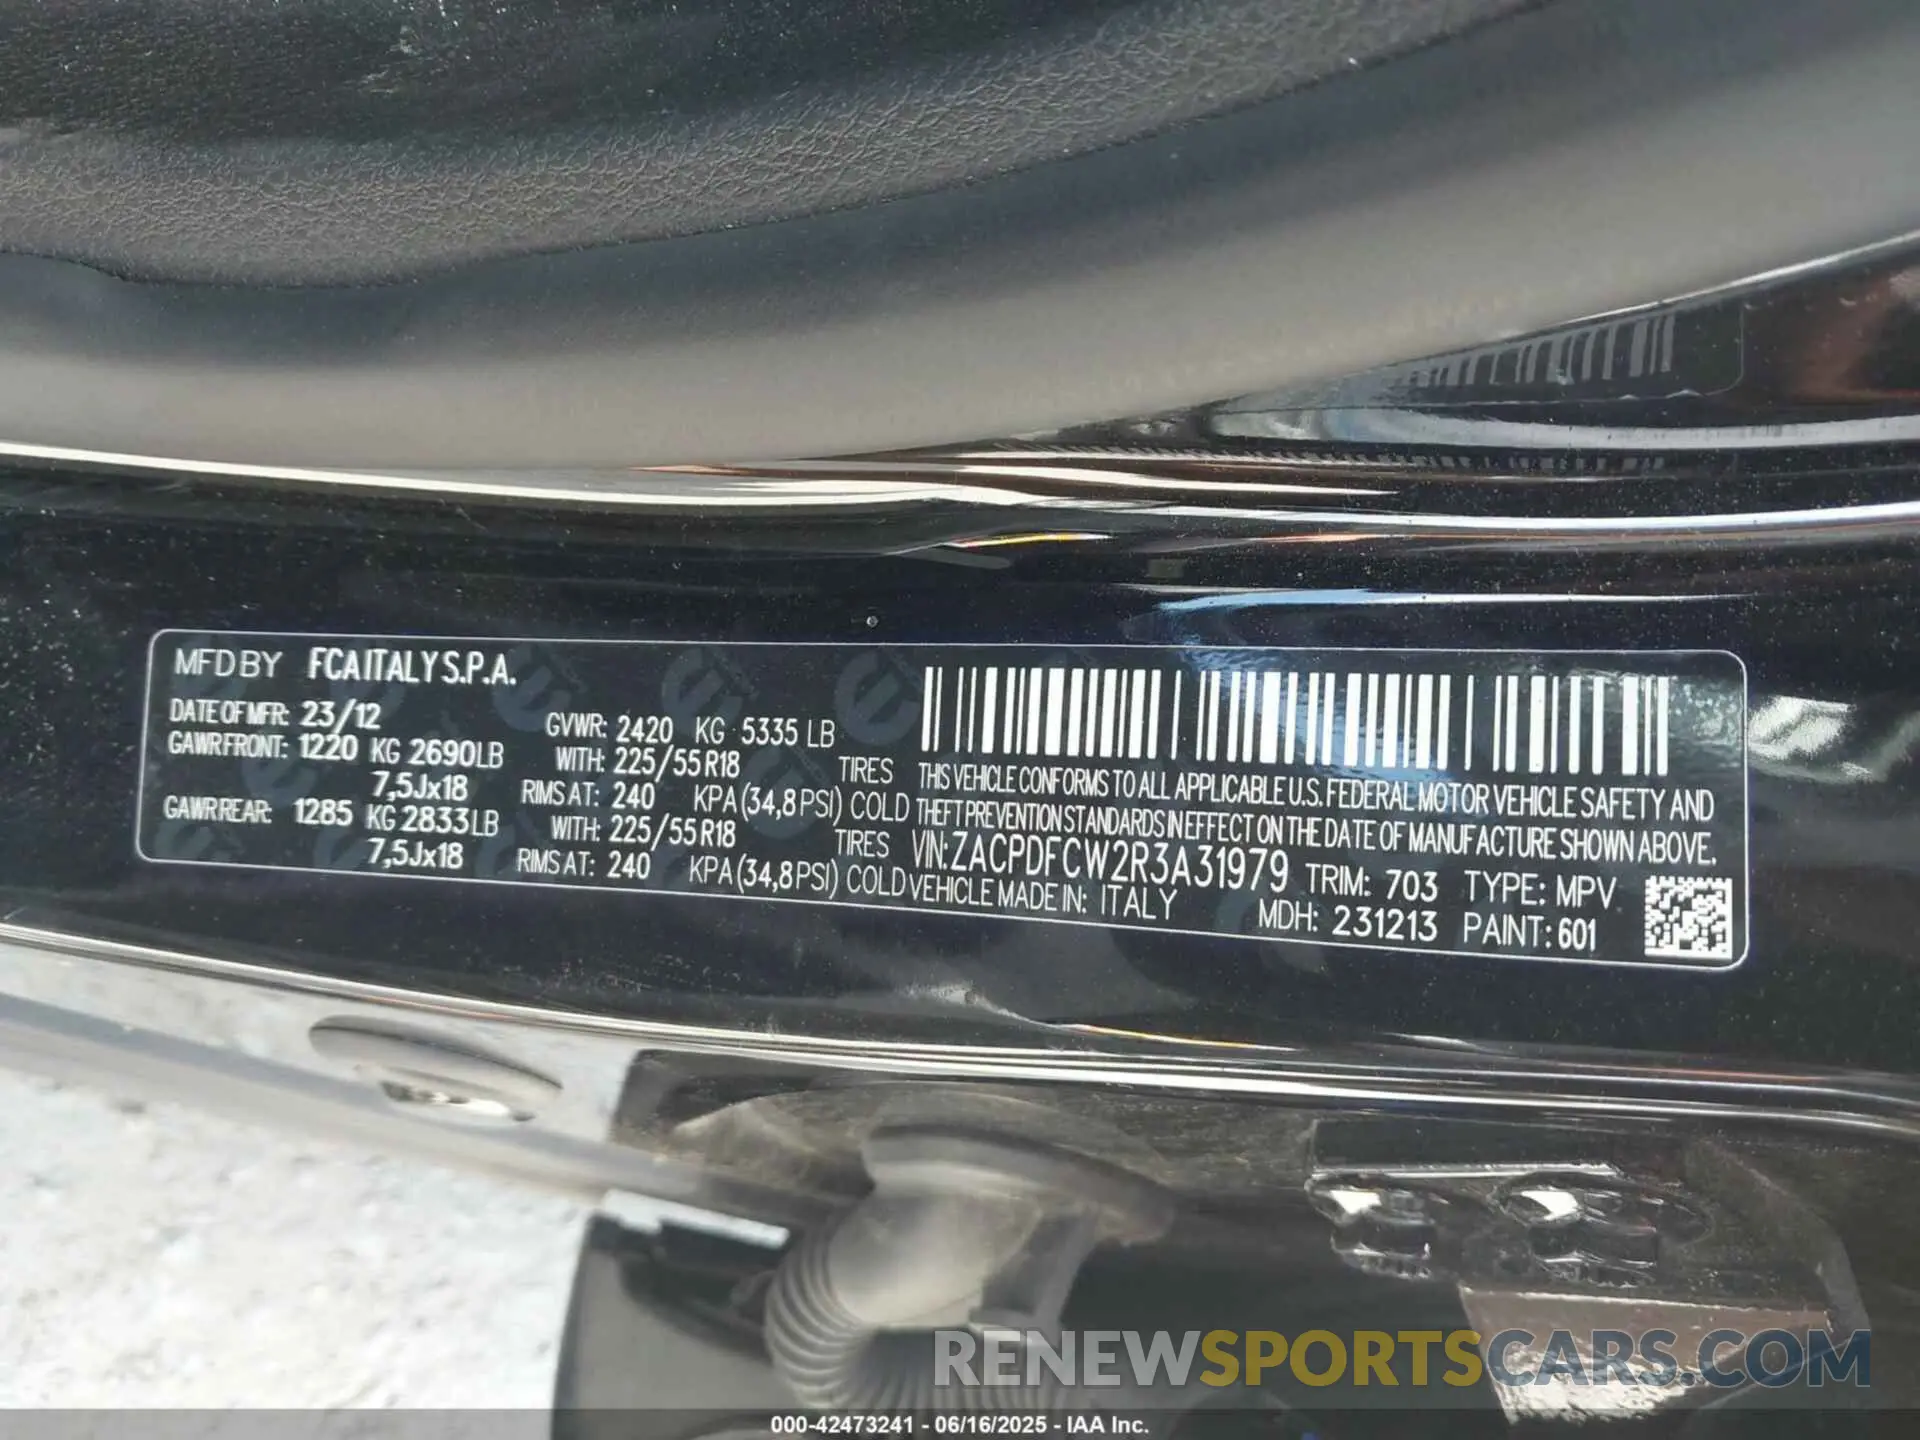 MFD BY FCA ITALY S.P.A.
DATE OF MFR: 23/12 GVWR: 2420 KG 5335 LB
GAWR FRONT: 1220 KG 2690 LB WITH: 225/55 R18 TIRES
7,5Jx18 RIMS AT: 240 KPA (34,8 PSI) COLD
GAWR REAR: 1285 KG 2833 LB WITH: 225/55 R18 TIRES
7,5Jx18 RIMS AT: 240 KPA (34,8 PSI) COLD
THIS VEHICLE CONFORMS TO ALL APPLICABLE U.S. FEDERAL MOTOR VEHICLE SAFETY AND
THEFT PREVENTION STANDARDS IN EFFECT ON THE DATE OF MANUFACTURE SHOWN ABOVE.
VIN: ZACPDFCW2R3A31979 TRIM: 703 TYPE: MPV
VEHICLE MADE IN: ITALY MDH: 231213 PAINT: 601
RENEWSPORTSCARS.COM
000-42473241 - 06/16/2025 - IAA Inc.